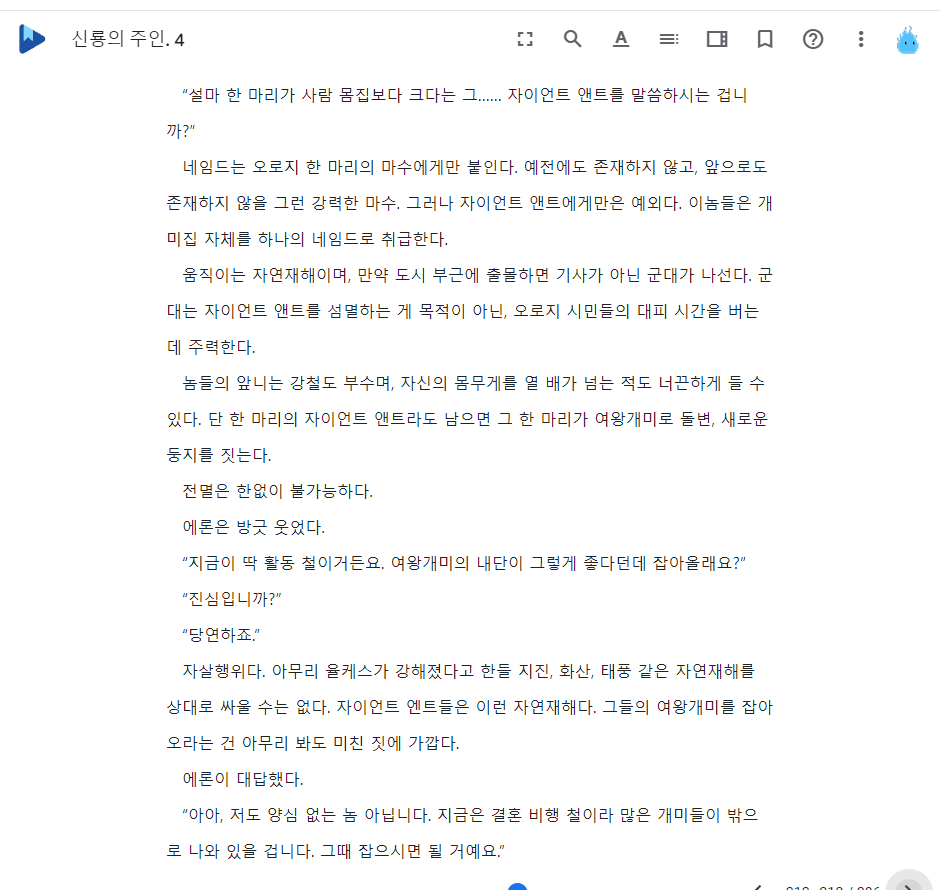 신룡의 주인. 4
“설마 한 마리가 사람 몸집보다 크다는 그…… 자이언트 앤트를 말씀하시는 겁니
까?”
네임드는 오로지 한 마리의 마수에게만 붙인다. 예전에도 존재하지 않고, 앞으로도
존재하지 않을 그런 강력한 마수. 그러나 자이언트 앤트에게만은 예외다. 이놈들은 개
미집 자체를 하나의 네임드로 취급한다.
움직이는 자연재해이며, 만약 도시 부근에 출몰하면 기사가 아닌 군대가 나선다. 군
대는 자이언트 앤트를 섬멸하는 게 목적이 아닌, 오로지 시민들의 대피 시간을 버는
데 주력한다.
놈들의 앞니는 강철도 부수며, 자신의 몸무게를 열 배가 넘는 적도 너끈하게 들 수
있다. 단 한 마리의 자이언트 앤트라도 남으면 그 한 마리가 여왕개미로 돌변, 새로운
둥지를 짓는다.
전멸은 한없이 불가능하다.
에론은 방긋 웃었다.
“지금이 딱 활동 철이거든요. 여왕개미의 내단이 그렇게 좋다던데 잡아올래요?”
“진심입니까?”
“당연하죠.”
자살행위다. 아무리 율케스가 강해졌다고 한들 지진, 화산, 태풍 같은 자연재해를
상대로 싸울 수는 없다. 자이언트 엔트들은 이런 자연재해다. 그들의 여왕개미를 잡아
오라는 건 아무리 봐도 미친 짓에 가깝다.
에론이 대답했다.
“아아, 저도 양심 없는 놈 아닙니다. 지금은 결혼 비행 철이라 많은 개미들이 밖으
로 나와 있을 겁니다. 그때 잡으시면 될 거예요.”